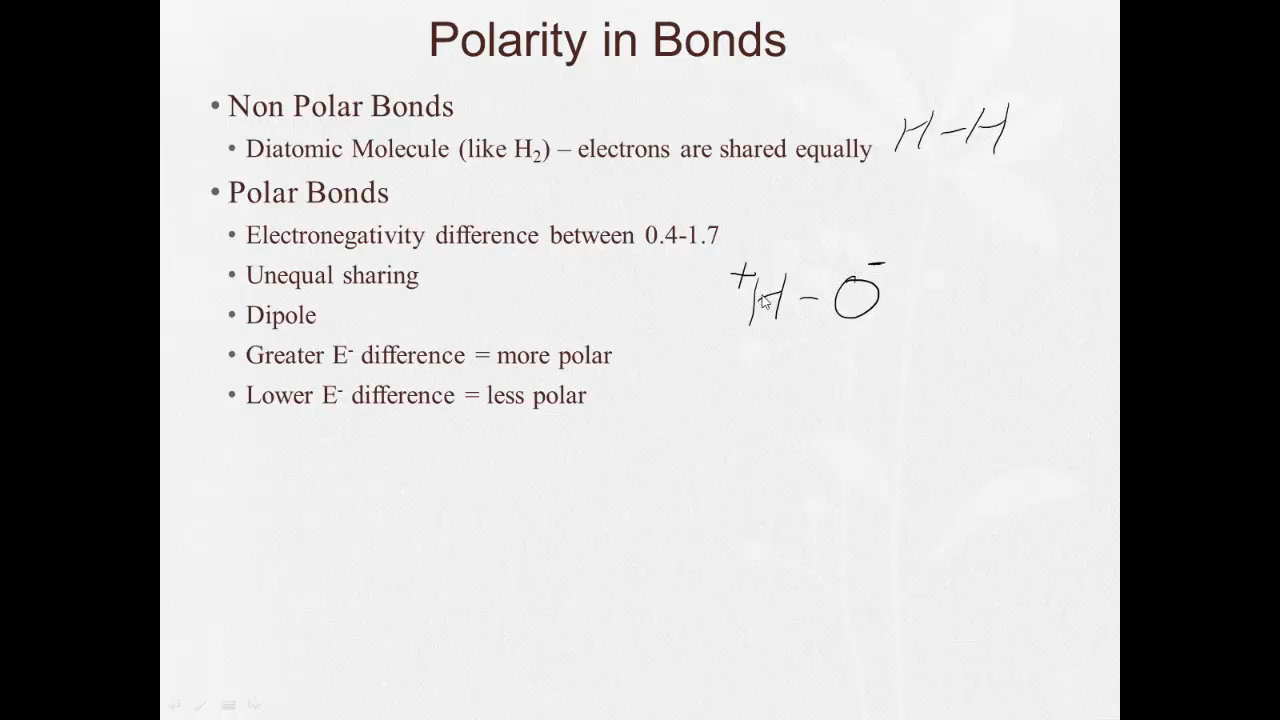 Polarity in Bonds
• Non Polar Bonds
• Diatomic Molecule (like H₂) – electrons are shared equally
H – H
• Polar Bonds
• Electronegativity difference between 0.4-1.7
• Unequal sharing
⁺H – O⁻
• Dipole
• Greater E⁻ difference = more polar
• Lower E⁻ difference = less polar